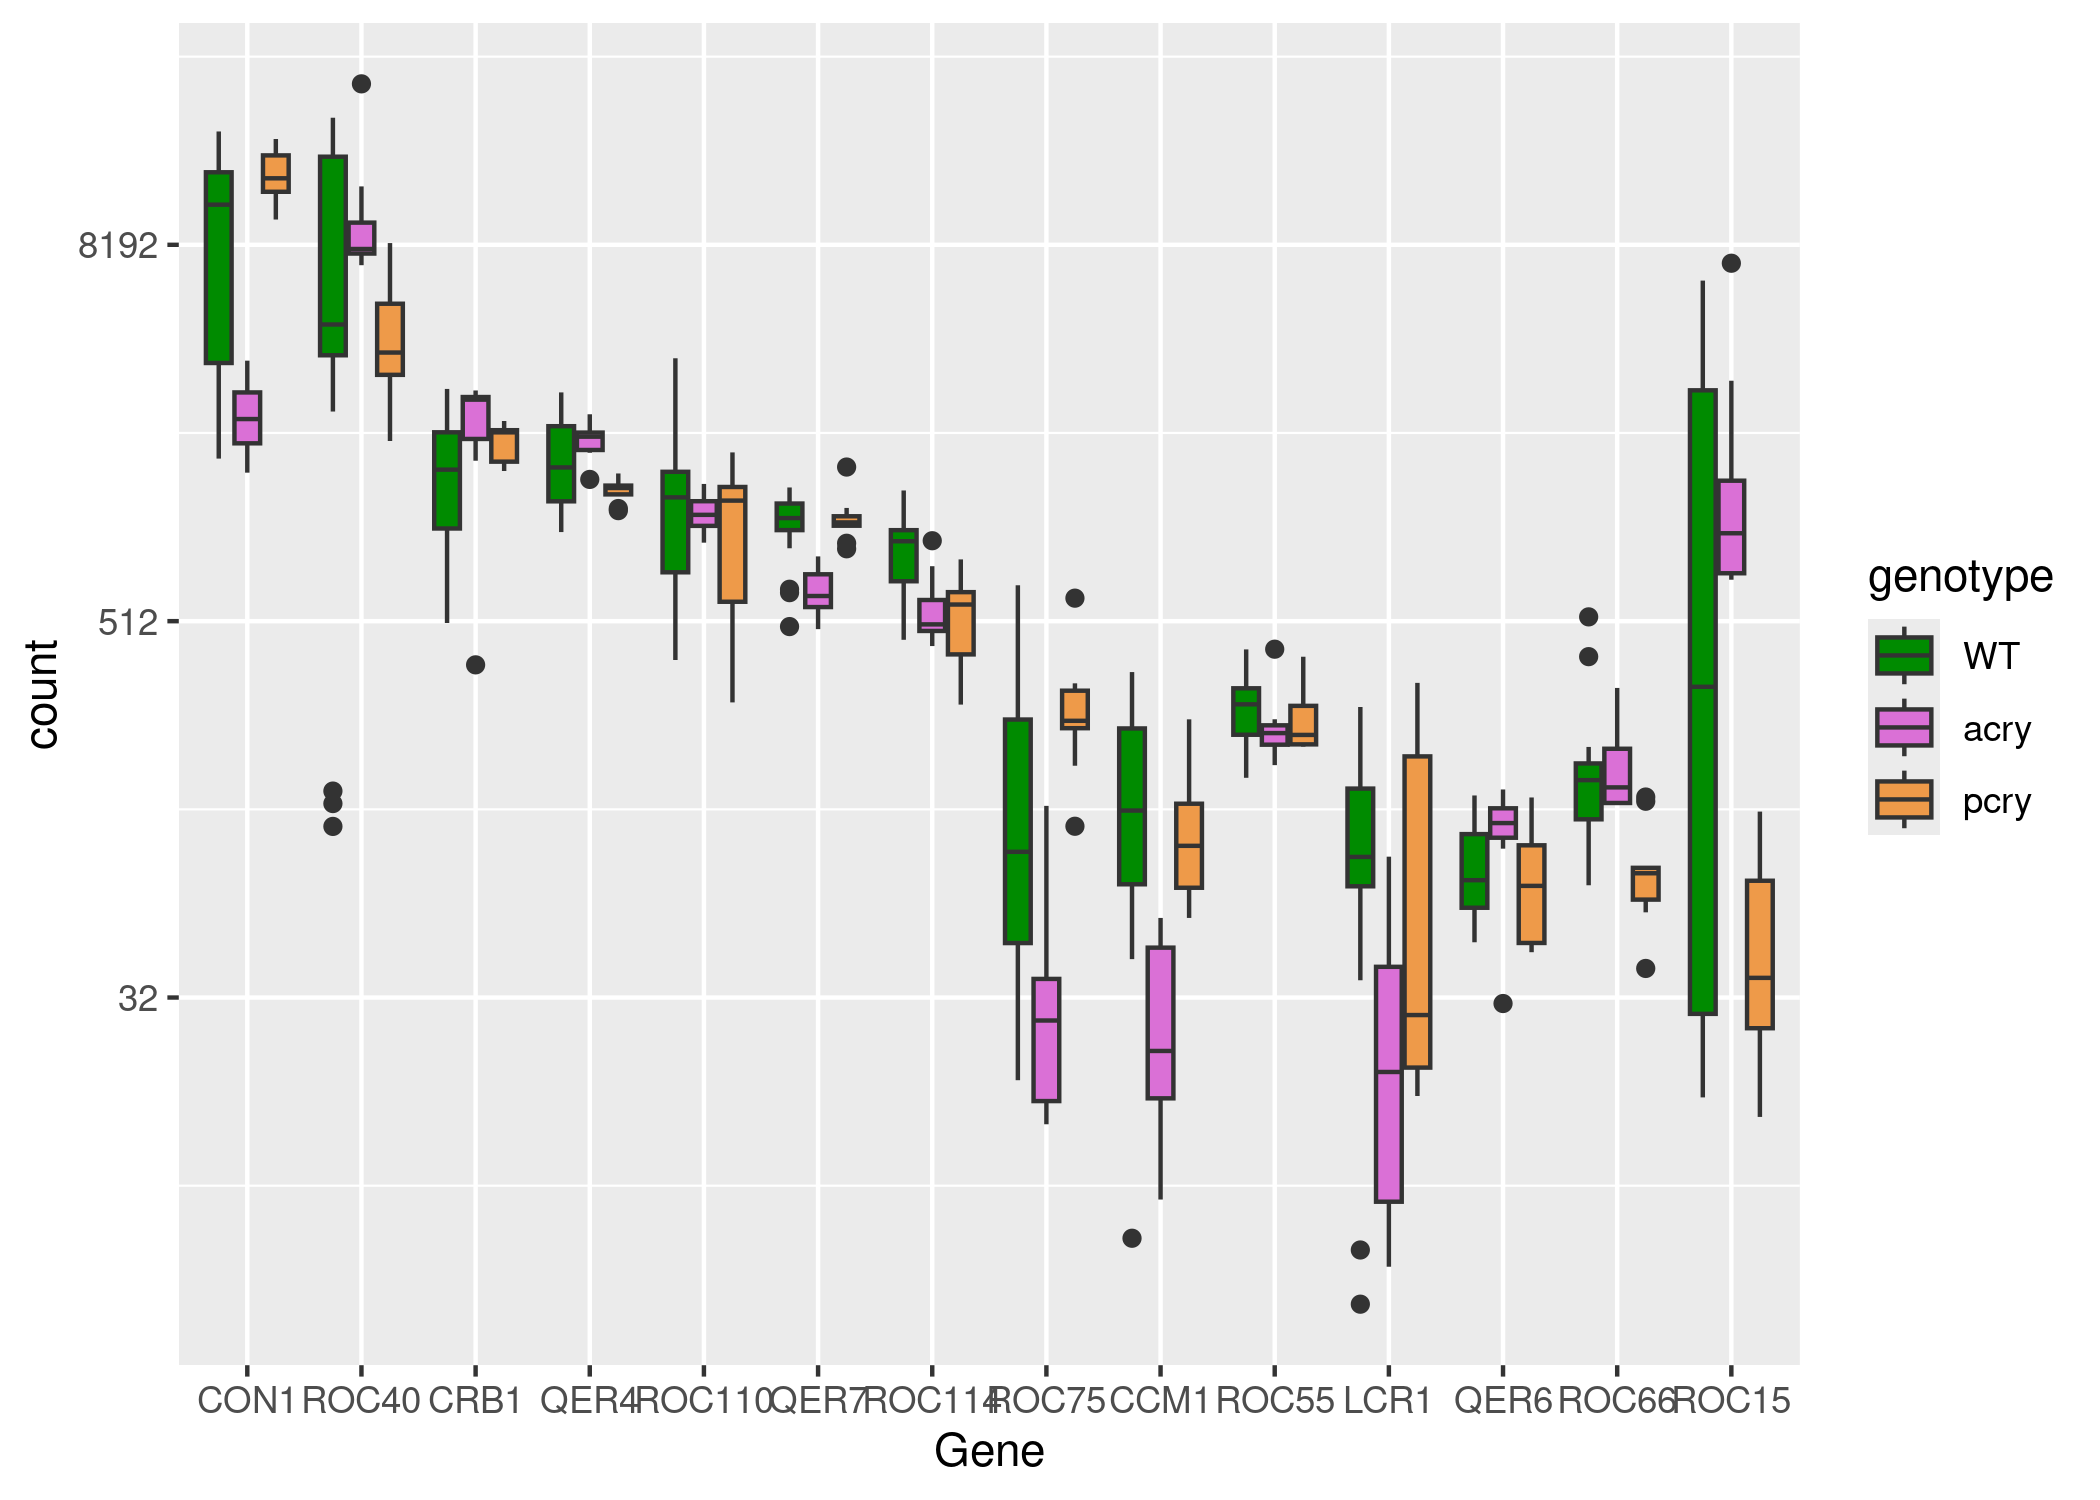 count
8192
512
32
CON1 ROC40 CRB1 QER4 ROC110 QER7 ROC114 ROC75 CCM1 ROC55 LCR1 QER6 ROC66 ROC15
Gene
genotype
WT
acry
pcry